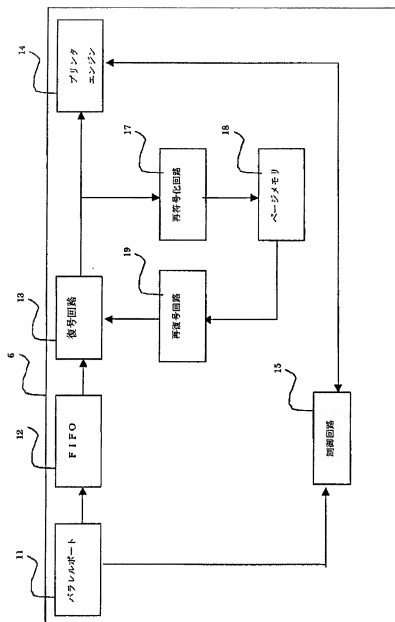 6
11
パラレルポート
12
FIFO
13
復号回路
14
プリンタ
エンジン
17
再符号化回路
18
ページメモリ
19
再復号回路
15
制御回路